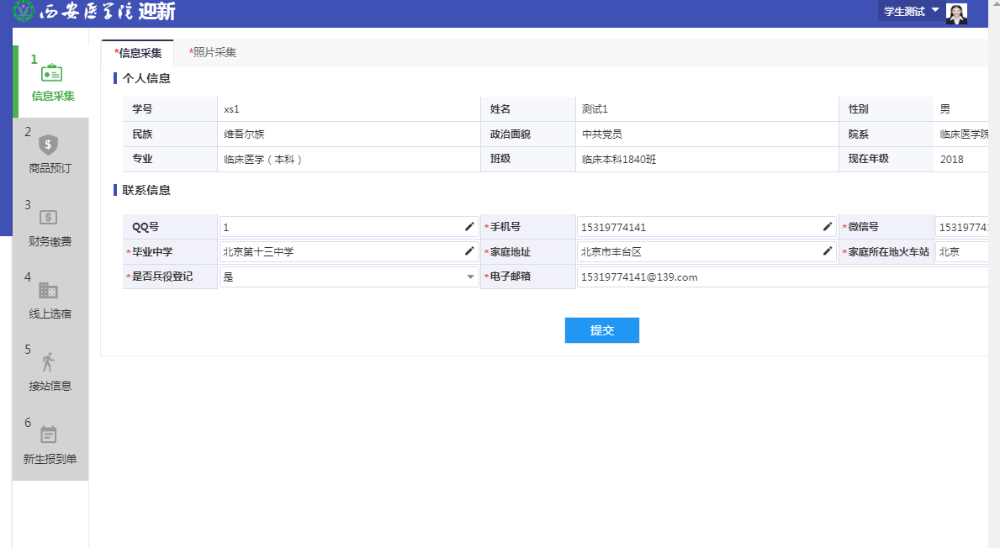 西安医学院 迎新
学生测试
1
信息采集
2
商品预订
3
财务缴费
4
线上选宿
5
接站信息
6
新生报到单
*信息采集 *照片采集
个人信息
学号 xs1 姓名 测试1 性别 男
民族 维吾尔族 政治面貌 中共党员 院系 临床医学院
专业 临床医学（本科） 班级 临床本科1840班 现在年级 2018
联系信息
QQ号 1 *手机号 15319774141 *微信号 153197741
*毕业中学 北京第十三中学 *家庭地址 北京市丰台区 *家庭所在地火车站 北京
*是否兵役登记 是 *电子邮箱 15319774141@139.com
提交